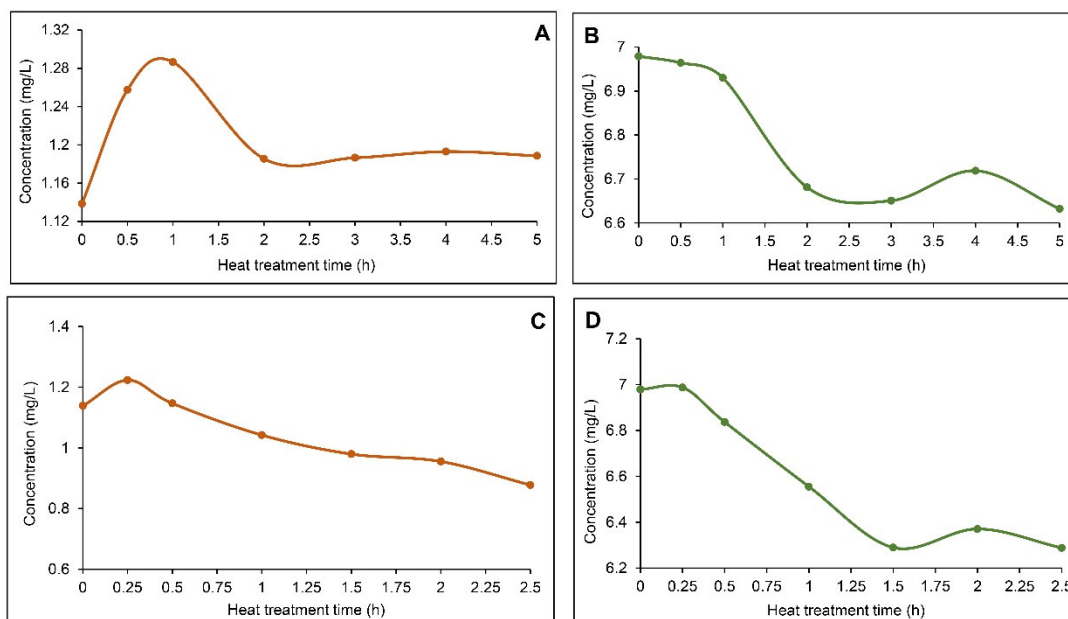 A
Concentration (mg/L)
1.32
1.28
1.24
1.2
1.16
1.12
0 0.5 1 1.5 2 2.5 3 3.5 4 4.5 5
Heat treatment time (h)
B
Concentration (mg/L)
7
6.9
6.8
6.7
6.6
0 0.5 1 1.5 2 2.5 3 3.5 4 4.5 5
Heat treatment time (h)
C
Concentration (mg/L)
1.4
1.2
1
0.8
0.6
0 0.25 0.5 0.75 1 1.25 1.5 1.75 2 2.25 2.5
Heat treatment time (h)
D
Concentration (mg/L)
7.2
7
6.8
6.6
6.4
6.2
0 0.25 0.5 0.75 1 1.25 1.5 1.75 2 2.25 2.5
Heat treatment time (h)